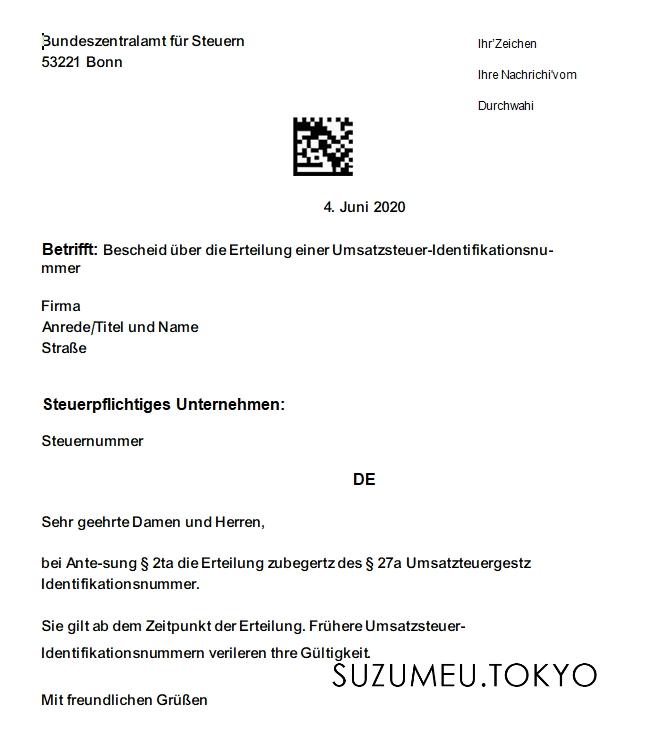 Bundeszentralamt für Steuern
53221 Bonn
Ihr'Zeichen
Ihre Nachrichi'vom
Durchwahi
4. Juni 2020
Betrifft: Bescheid über die Erteilung einer Umsatzsteuer-Identifikationsnu-
mmer
Firma
Anrede/Titel und Name
Straße
Steuerpflichtiges Unternehmen:
Steuernummer
DE
Sehr geehrte Damen und Herren,
bei Ante-sung § 2ta die Erteilung zubegertz des § 27a Umsatzteuergestz
Identifikationsnummer.
Sie gilt ab dem Zeitpunkt der Erteilung. Frühere Umsatzsteuer-
Identifikationsnummern verileren thre Gültigkeit.
SUZUMEU.TOKYO
Mit freundlichen Grüßen